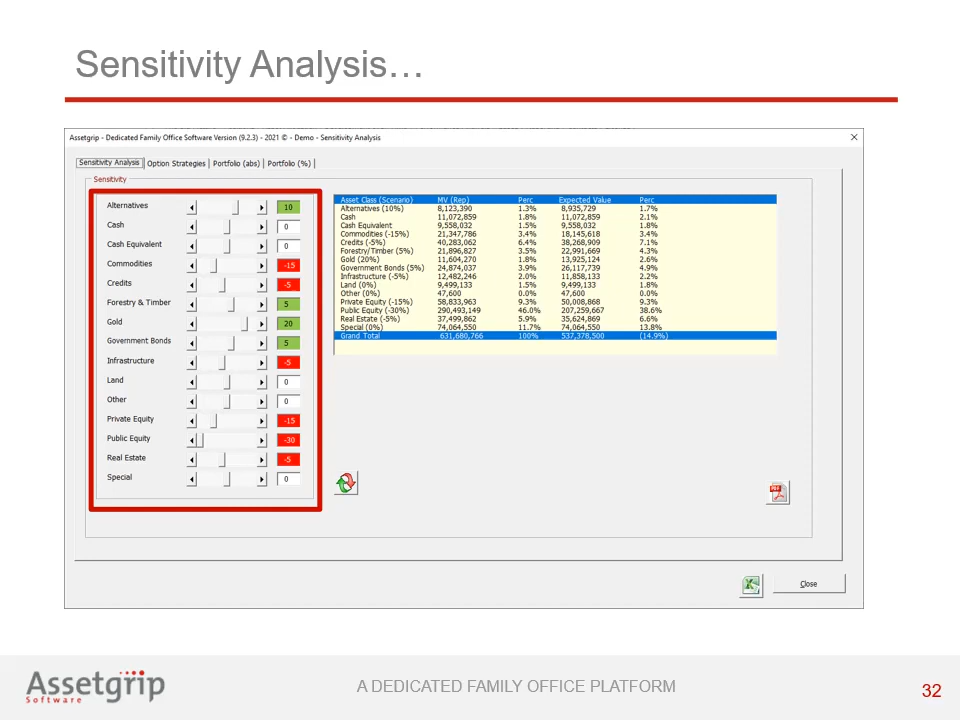 Sensitivity Analysis…
Assetgrip - Dedicated Family Office Software Version (9.2.3) - 2021 © - Demo - Sensitivity Analysis
Sensitivity Analysis Option Strategies Portfolio (abs) Portfolio (%)
Sensitivity
Alternatives 10
Cash 0
Cash Equivalent 0
Commodities -15
Credits -5
Forestry & Timber 5
Gold 20
Government Bonds 5
Infrastructure -5
Land 0
Other 0
Private Equity -15
Public Equity -30
Real Estate -5
Special 0
Asset Class (Scenario) MV (Rep) Perc Expected Value Perc
Alternatives (10%) 8,123,390 1.3% 8,935,729 1.7%
Cash 11,072,859 1.8% 11,072,859 2.1%
Cash Equivalent 9,558,032 1.5% 9,558,032 1.8%
Commodities (-15%) 21,347,786 3.4% 18,145,618 3.4%
Credits (-5%) 40,283,062 6.4% 38,268,909 7.1%
Forestry/Timber (5%) 21,896,827 3.5% 22,991,669 4.3%
Gold (20%) 11,604,270 1.8% 13,925,124 2.6%
Government Bonds (5%) 24,874,037 3.9% 26,117,739 4.9%
Infrastructure (-5%) 12,482,246 2.0% 11,858,133 2.2%
Land (0%) 9,499,133 1.5% 9,499,133 1.8%
Other (0%) 47,600 0.0% 47,600 0.0%
Private Equity (-15%) 58,833,963 9.3% 50,008,868 9.3%
Public Equity (-30%) 290,493,149 46.0% 207,259,667 38.6%
Real Estate (-5%) 37,499,862 5.9% 35,624,869 6.6%
Special (0%) 74,064,550 11.7% 74,064,550 13.8%
Grand Total 631,680,766 100% 537,378,500 (14.9%)
PDF
Close
Assetgrip
Software
A DEDICATED FAMILY OFFICE PLATFORM
32